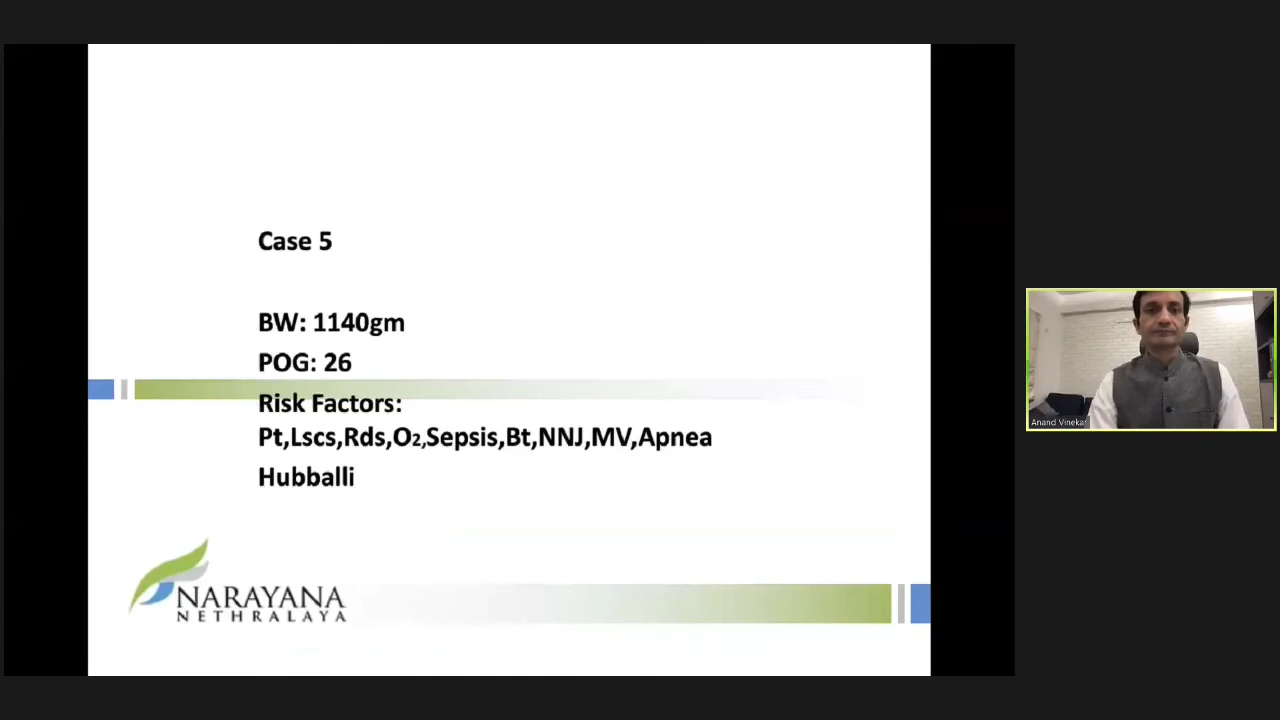 Case 5
BW: 1140gm
POG: 26
Risk Factors:
Pt,Lscs,Rds,O2,Sepsis,Bt,NNJ,MV,Apnea
Hubballi
NARAYANA
NETHRALAYA
Anand Vinekar